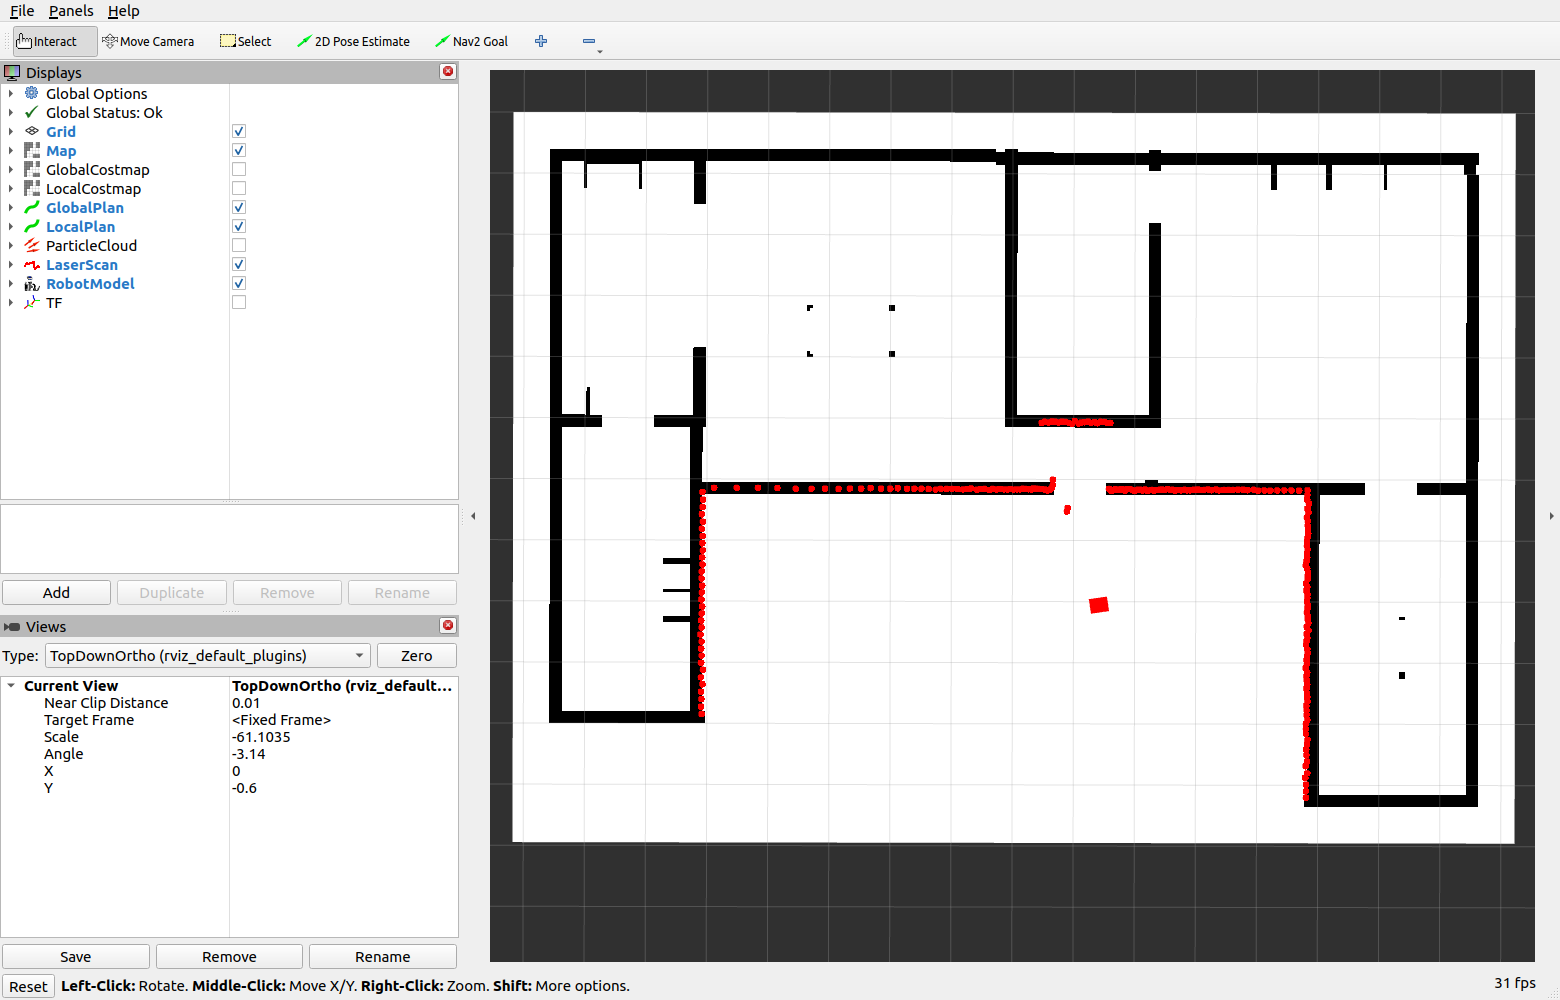 File Panels Help
Interact Move Camera Select 2D Pose Estimate Nav2 Goal
Displays
Global Options
Global Status: Ok
Grid
Map
GlobalCostmap
LocalCostmap
GlobalPlan
LocalPlan
ParticleCloud
LaserScan
RobotModel
TF
Add Duplicate Remove Rename
Views
Type: TopDownOrtho (rviz_default_plugins) Zero
Current View TopDownOrtho (rviz_default...
Near Clip Distance 0.01
Target Frame <Fixed Frame>
Scale -61.1035
Angle -3.14
X 0
Y -0.6
Save Remove Rename
Reset Left-Click: Rotate. Middle-Click: Move X/Y. Right-Click: Zoom. Shift: More options. 31 fps